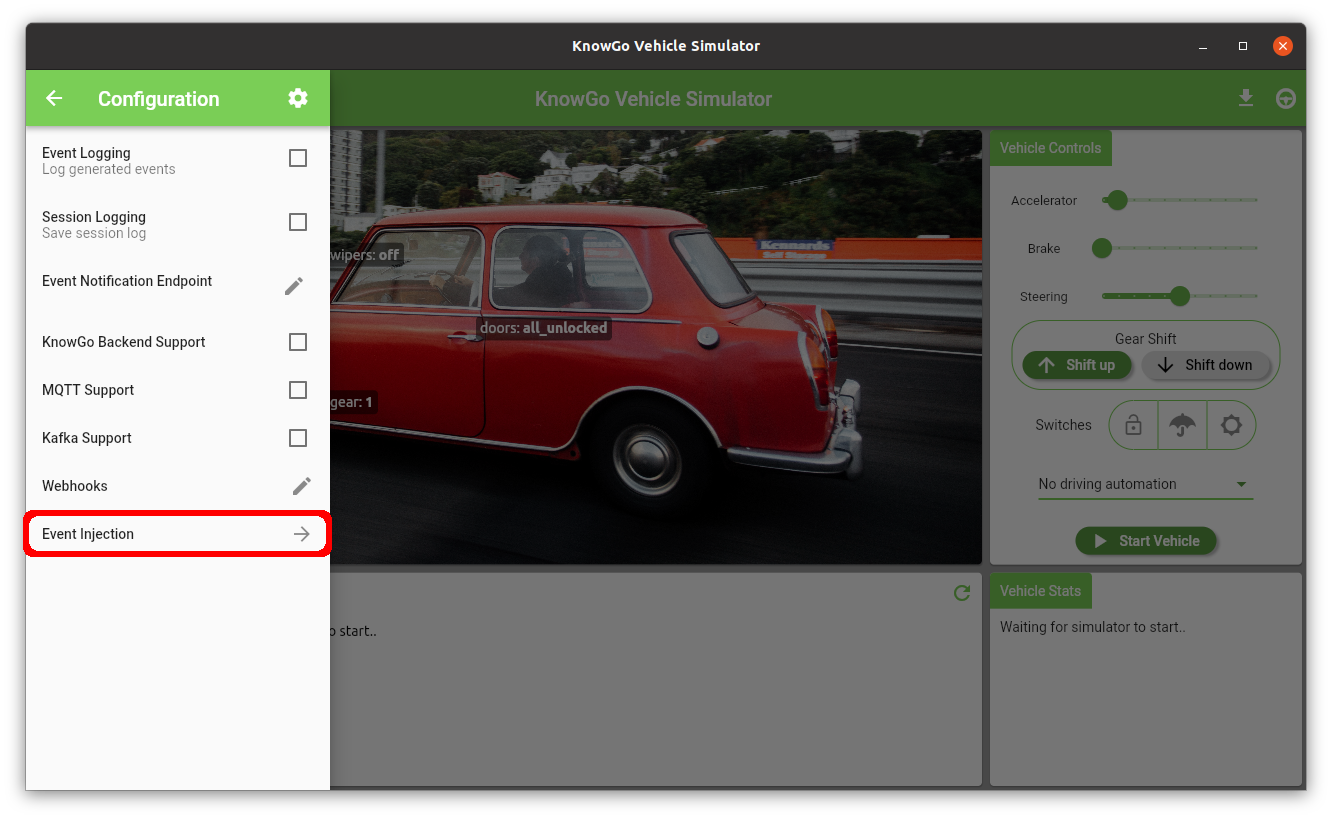 KnowGo Vehicle Simulator
Configuration
KnowGo Vehicle Simulator
Event Logging
Log generated events
Session Logging
Save session log
Event Notification Endpoint
KnowGo Backend Support
MQTT Support
Kafka Support
Webhooks
Event Injection
Kennards
Self Storage
wipers: off
doors: all_unlocked
gear: 1
Vehicle Controls
Accelerator
Brake
Steering
Gear Shift
Shift up
Shift down
Switches
No driving automation
Start Vehicle
o start..
Vehicle Stats
Waiting for simulator to start..